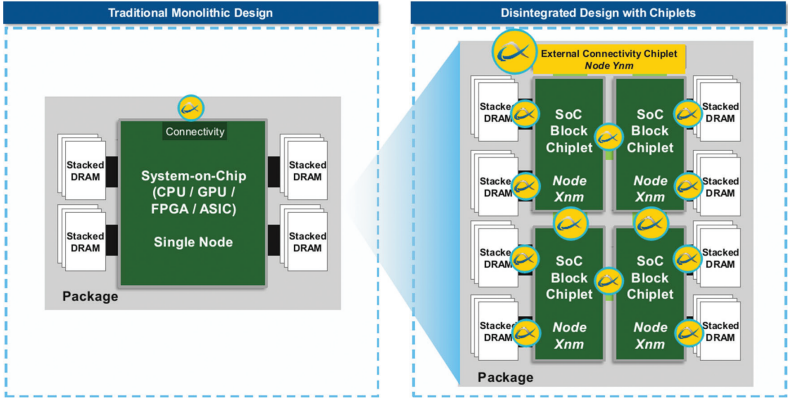 Traditional Monolithic Design
Connectivity
System-on-Chip
(CPU / GPU /
FPGA / ASIC)
Single Node
Stacked
DRAM
Stacked
DRAM
Stacked
DRAM
Stacked
DRAM
Package
Disintegrated Design with Chiplets
External Connectivity Chiplet
Node Ynm
Stacked
DRAM
SoC
Block
Chiplet
Node
Xnm
SoC
Block
Chiplet
Node
Xnm
Stacked
DRAM
Stacked
DRAM
Stacked
DRAM
Stacked
DRAM
SoC
Block
Chiplet
Node
Xnm
SoC
Block
Chiplet
Node
Xnm
Stacked
DRAM
Stacked
DRAM
Stacked
DRAM
Package